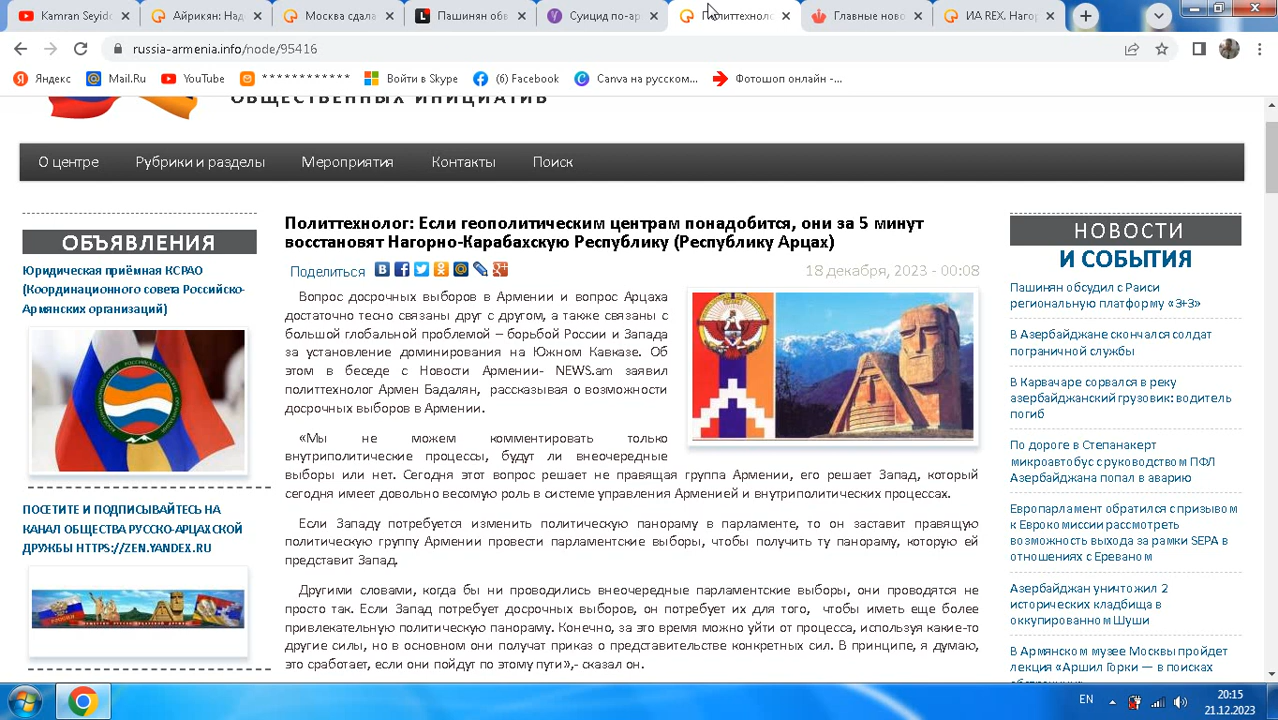 Kamran Seyid
Айрикян: Над
Москва сдала
Пашинян обв
Суицид по-ар
Политтехноло
Главные ново
ИА REX. Нагор
russia-armenia.info/node/95416
Яндекс
Mail.Ru
YouTube
* * * * * * * * * * * *
Войти в Skype
(6) Facebook
Canva на русском...
Фотошоп онлайн -...
ОБЩЕСТВЕННЫХ ИНИЦИАТИВ
О центре
Рубрики и разделы
Мероприятия
Контакты
Поиск
ОБЪЯВЛЕНИЯ
Юридическая приёмная КСРАО
(Координационного совета Российско-
Армянских организаций)
ПОСЕТИТЕ И ПОДПИСЫВАЙТЕСЬ НА
КАНАЛ ОБЩЕСТВА РУССКО-АРЦАХСКОЙ
ДРУЖБЫ HTTPS://ZEN.YANDEX.RU
Политтехнолог: Если геополитическим центрам понадобится, они за 5 минут
восстановят Нагорно-Карабахскую Республику (Республику Арцах)
Поделиться
18 декабря, 2023 - 00:08
Вопрос досрочных выборов в Армении и вопрос Арцаха
достаточно тесно связаны друг с другом, а также связаны с
большой глобальной проблемой – борьбой России и Запада
за установление доминирования на Южном Кавказе. Об
этом в беседе с Новости Армении- NEWS.am заявил
политтехнолог Армен Бадалян, рассказывая о возможности
досрочных выборов в Армении.
«Мы не можем комментировать только
внутриполитические процессы, будут ли внеочередные
выборы или нет. Сегодня этот вопрос решает не правящая группа Армении, его решает Запад, который
сегодня имеет довольно весомую роль в системе управления Арменией и внутриполитических процессах.
Если Западу потребуется изменить политическую панораму в парламенте, то он заставит правящую
политическую группу Армении провести парламентские выборы, чтобы получить ту панораму, которую ей
представит Запад.
Другими словами, когда бы ни проводились внеочередные парламентские выборы, они проводятся не
просто так. Если Запад потребует досрочных выборов, он потребует их для того, чтобы иметь еще более
привлекательную политическую панораму. Конечно, за это время можно уйти от процесса, используя какие-то
другие силы, но в основном они получат приказ о представительстве конкретных сил. В принципе, я думаю,
это сработает, если они пойдут по этому пути»,- сказал он.
НОВОСТИ
И СОБЫТИЯ
Пашинян обсудил с Раиси
региональную платформу «3+3»
В Азербайджане скончался солдат
пограничной службы
В Карвачаре сорвался в реку
азербайджанский грузовик: водитель
погиб
По дороге в Степанакерт
микроавтобус с руководством ПФЛ
Азербайджана попал в аварию
Европарламент обратился с призывом
к Еврокомиссии рассмотреть
возможность выхода за рамки SEPA в
отношениях с Ереваном
Азербайджан уничтожил 2
исторических кладбища в
оккупированном Шуши
В Армянском музее Москвы пройдет
лекция «Аршил Горки — в поисках
EN
20:15
21.12.2023